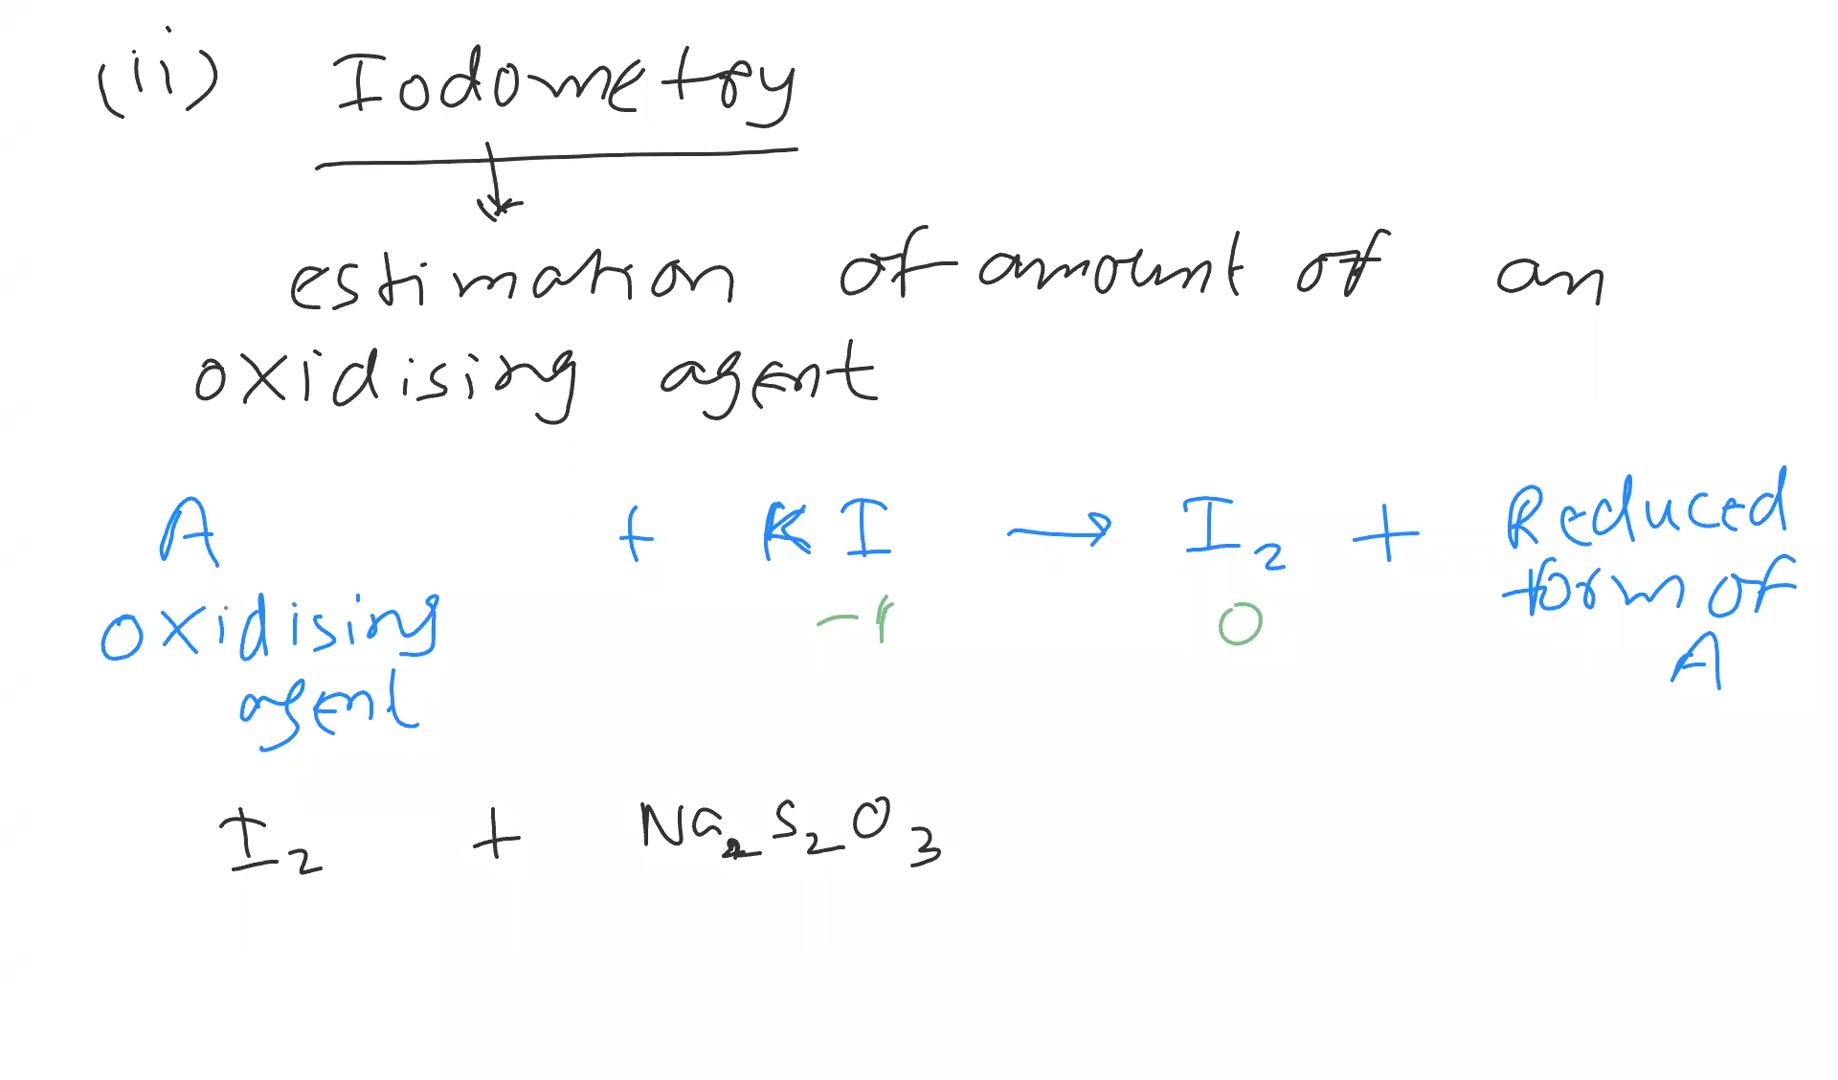 (ii) Iodometry
estimation of amount of an
oxidising agent
A + KI → I₂ + Reduced
form of
A
oxidising
agent
-1 0
I₂ + Na₂S₂O₃